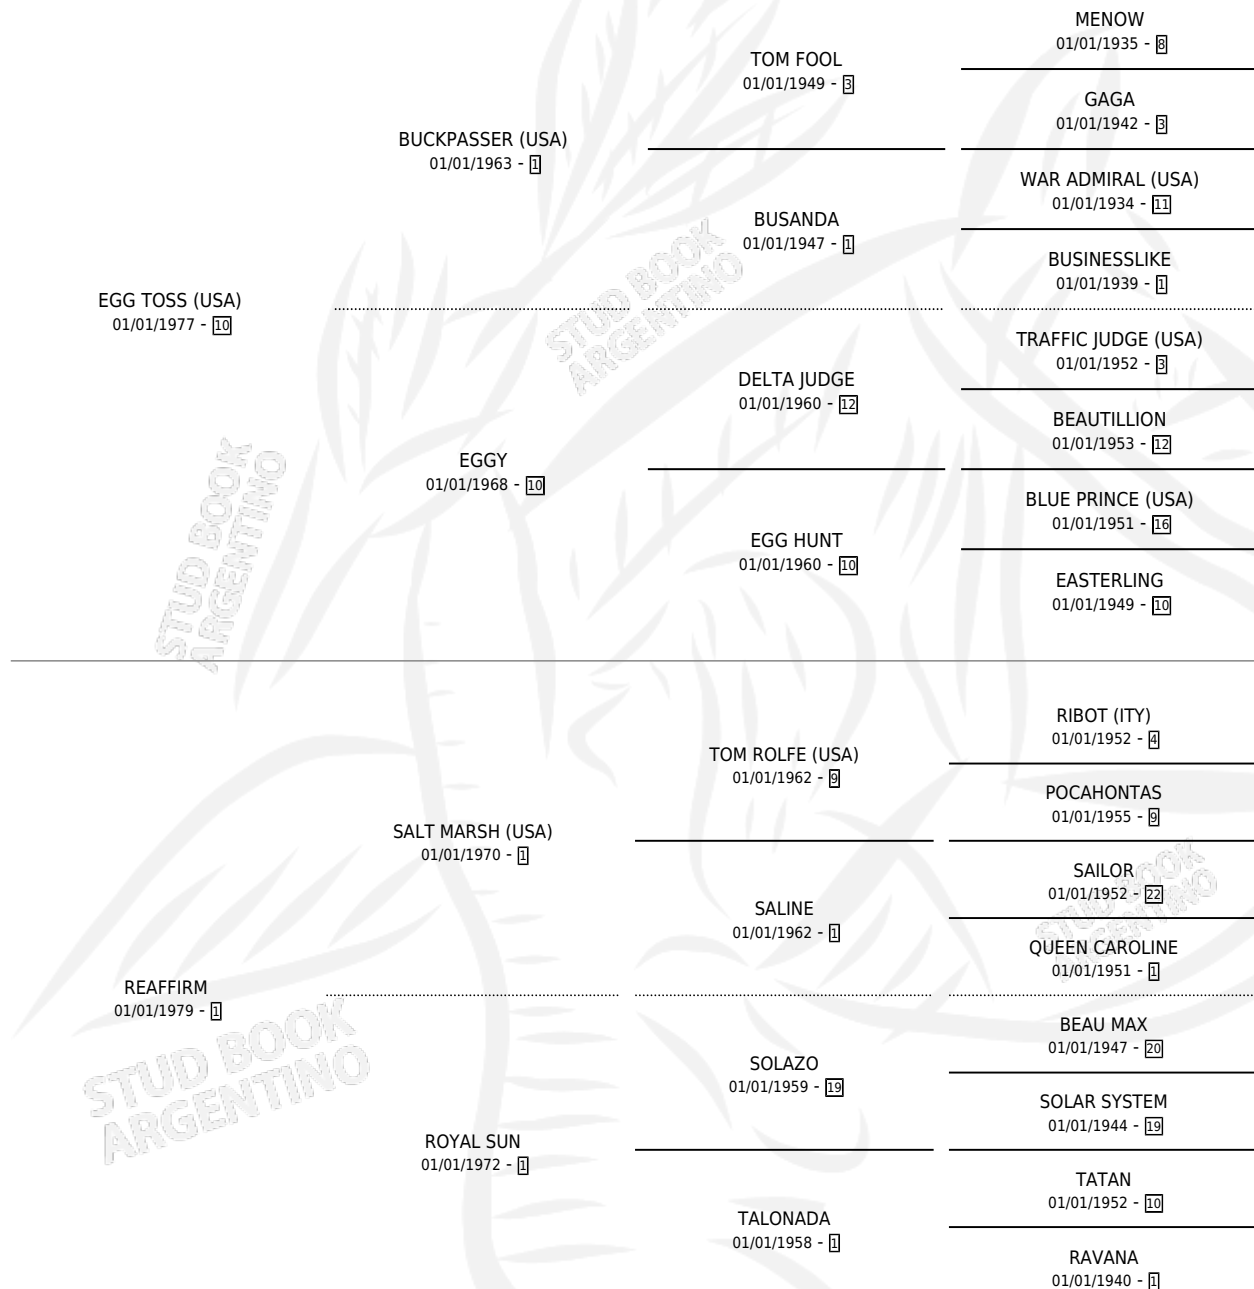 MENOW
01/01/1935 - 8
TOM FOOL
01/01/1949 - 3
GAGA
01/01/1942 - 3
BUCKPASSER (USA)
01/01/1963 - 1
WAR ADMIRAL (USA)
01/01/1934 - 11
BUSANDA
01/01/1947 - 1
BUSINESSLIKE
01/01/1939 - 1
EGG TOSS (USA)
01/01/1977 - 10
TRAFFIC JUDGE (USA)
01/01/1952 - 3
DELTA JUDGE
01/01/1960 - 12
BEAUTILLION
01/01/1953 - 12
EGGY
01/01/1968 - 10
BLUE PRINCE (USA)
01/01/1951 - 16
EGG HUNT
01/01/1960 - 10
EASTERLING
01/01/1949 - 10
RIBOT (ITY)
01/01/1952 - 4
TOM ROLFE (USA)
01/01/1962 - 9
POCAHONTAS
01/01/1955 - 9
SALT MARSH (USA)
01/01/1970 - 1
SAILOR
01/01/1952 - 22
SALINE
01/01/1962 - 1
QUEEN CAROLINE
01/01/1951 - 1
REAFFIRM
01/01/1979 - 1
BEAU MAX
01/01/1947 - 20
SOLAZO
01/01/1959 - 19
SOLAR SYSTEM
01/01/1944 - 19
ROYAL SUN
01/01/1972 - 1
TATAN
01/01/1952 - 10
TALONADA
01/01/1958 - 1
RAVANA
01/01/1940 - 1
STUD BOOK
ARGENTINO
STUD BOOK
ARGENTINO
STUD BOOK
ARGENTINO
STUD BOOK
ARGENTINO